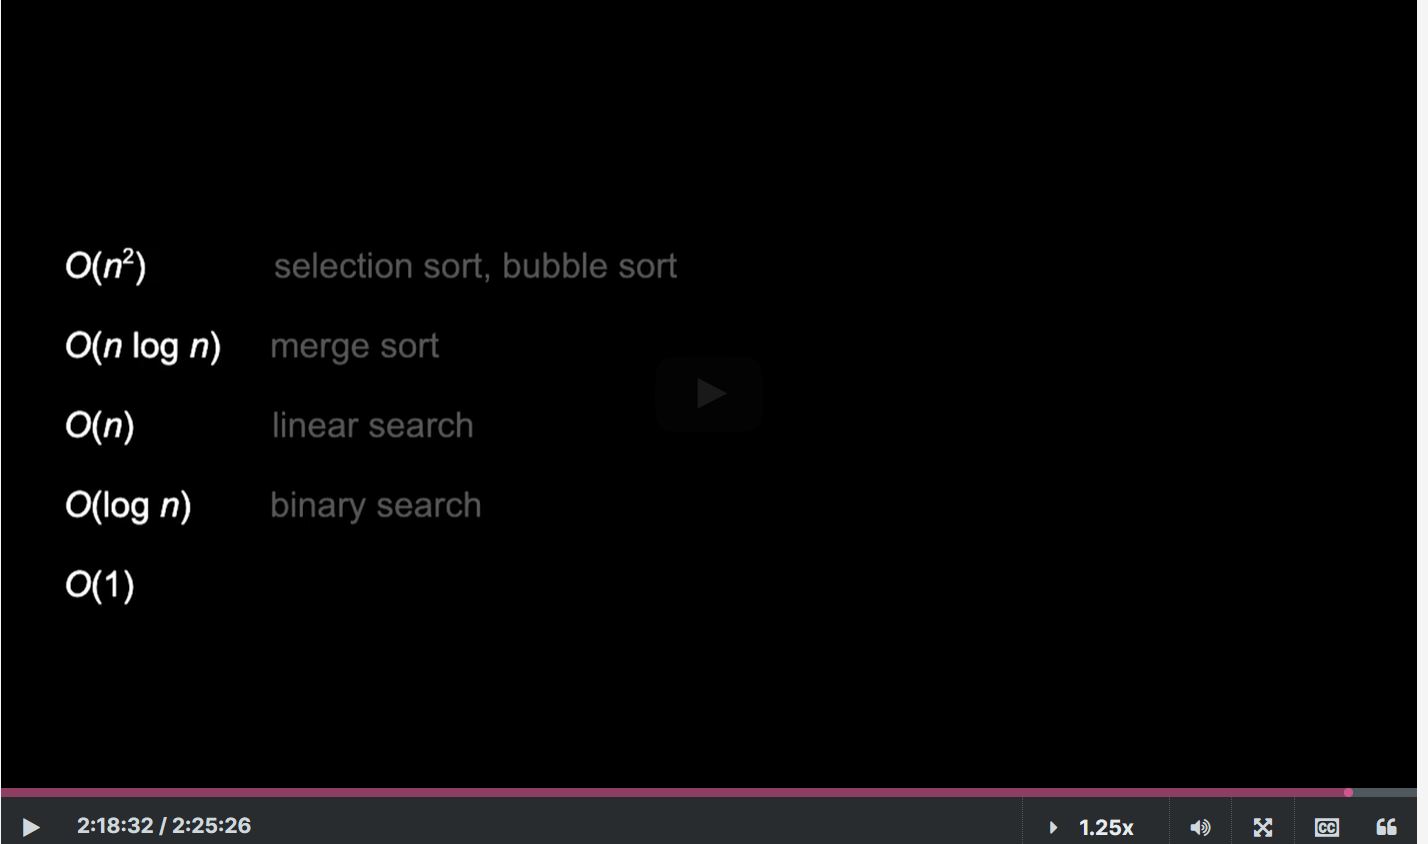 O(n²) selection sort, bubble sort
O(n log n) merge sort
O(n) linear search
O(log n) binary search
O(1)
2:18:32 / 2:25:26 1.25x CC